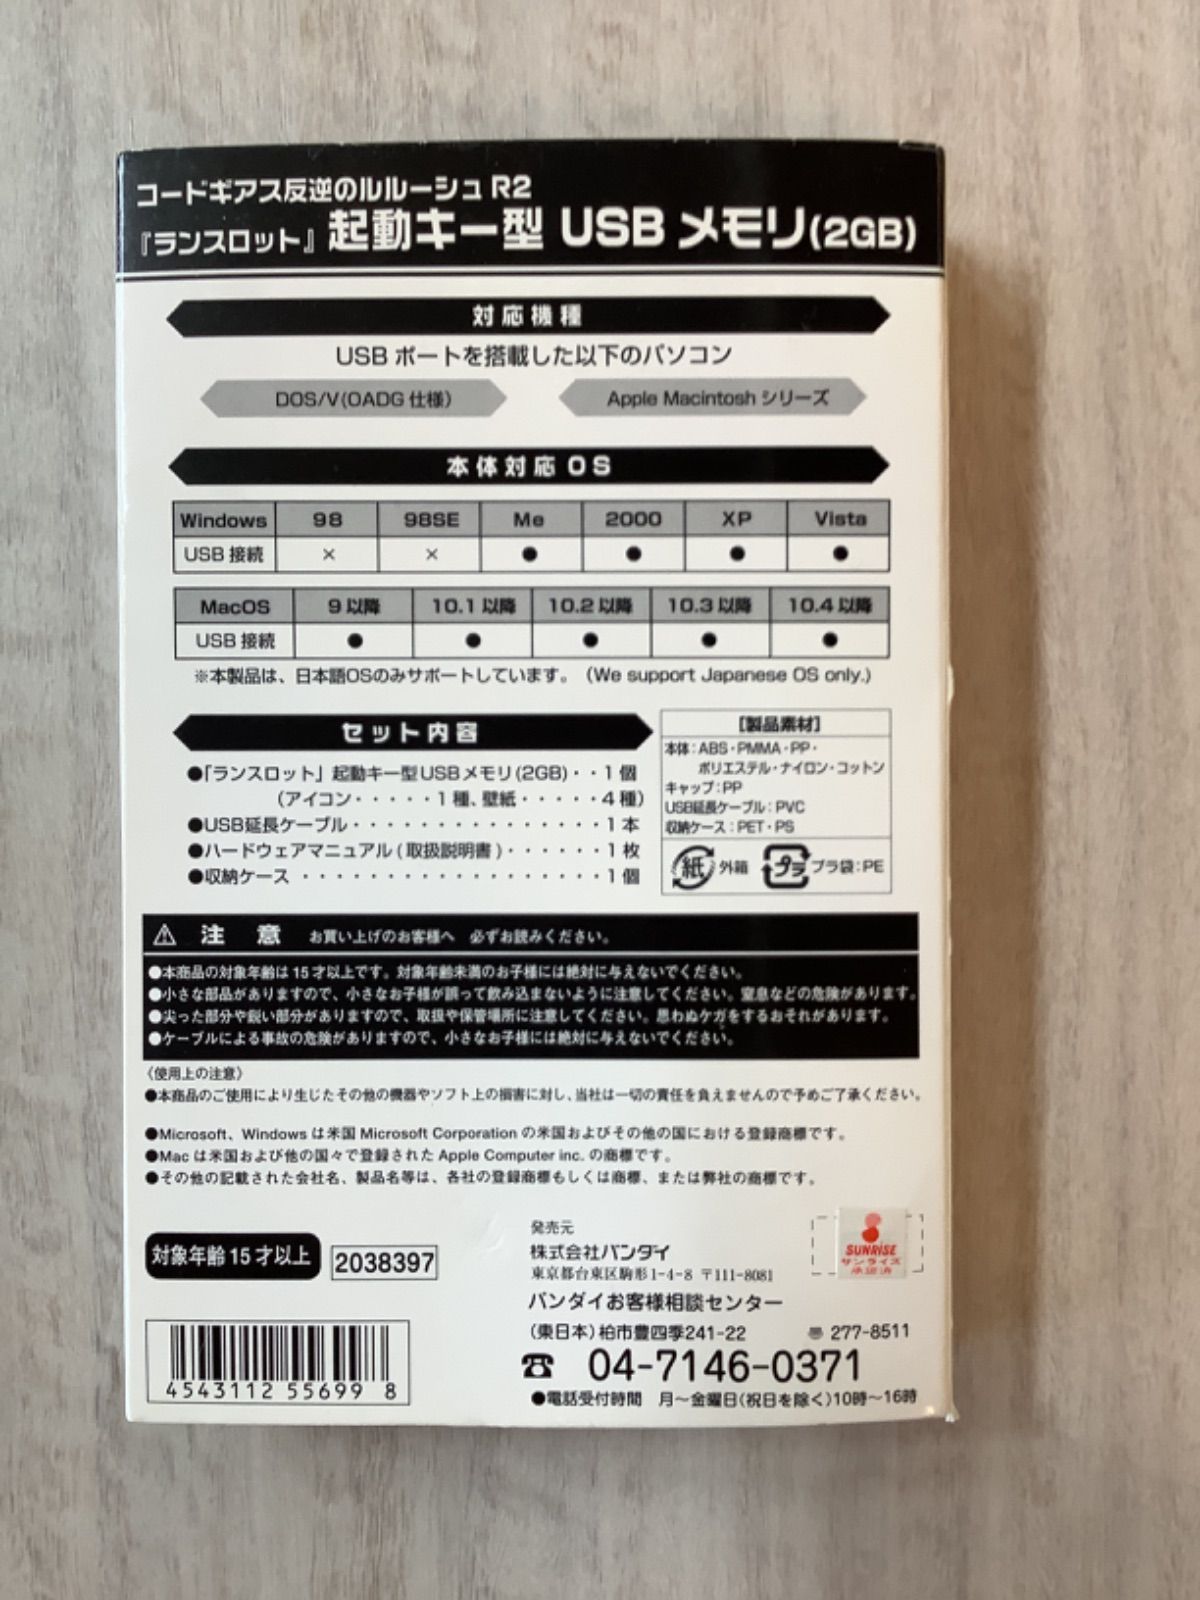 コードギアス反逆のルルーシュ R2
『ランスロット』起動キー型 USB メモリ(2GB)
対応機種
USB ポートを搭載した以下のパソコン
DOS/V(OADG 仕様) Apple Macintosh シリーズ
本体対応 OS
Windows 98 98SE Me 2000 XP Vista
USB 接続 × × ● ● ● ●
MacOS 9 以降 10.1 以降 10.2 以降 10.3 以降 10.4 以降
USB 接続 ● ● ● ● ●
※本製品は、日本語OSのみサポートしています。（We support Japanese OS only.）
セット内容
●「ランスロット」起動キー型USBメモリ(2GB)・・1個
（アイコン・・・・・1種、壁紙・・・・・4種）
●USB延長ケーブル・・・・・・・・・・・・・・・1本
●ハードウェアマニュアル(取扱説明書)・・・・・・1枚
●収納ケース・・・・・・・・・・・・・・・・・・1個
【製品素材】
本体：ABS・PMMA・PP・
ポリエステル・ナイロン・コットン
キャップ：PP
USB延長ケーブル：PVC
収納ケース：PET・PS
紙 外箱 プラ プラ袋：PE
⚠ 注 意 お買い上げのお客様へ 必ずお読みください。
●本商品の対象年齢は15才以上です。対象年齢未満のお子様には絶対に与えないでください。
●小さな部品がありますので、小さなお子様が誤って飲み込まないように注意してください。窒息などの危険があります。
●尖った部分や鋭い部分がありますので、取扱や保管場所に注意してください。思わぬケガをするおそれがあります。
●ケーブルによる事故の危険がありますので、小さなお子様には絶対に与えないでください。
〈使用上の注意〉
●本商品のご使用により生じたその他の機器やソフト上の損害に対し、当社は一切の責任を負えませんので予めご了承ください。
●Microsoft、Windows は米国 Microsoft Corporation の米国およびその他の国における登録商標です。
●Mac は米国および他の国々で登録された Apple Computer inc. の商標です。
●その他の記載された会社名、製品名等は、各社の登録商標もしくは商標、または弊社の商標です。
対象年齢15才以上 2038397
発売元
株式会社バンダイ
東京都台東区駒形1-4-8 〒111-8081
バンダイお客様相談センター
(東日本)柏市豊四季241-22 〠 277-8511
☎ 04-7146-0371
●電話受付時間 月～金曜日(祝日を除く)10時～16時
SUNRISE
サンライズ
承認済
4543112 55699 8